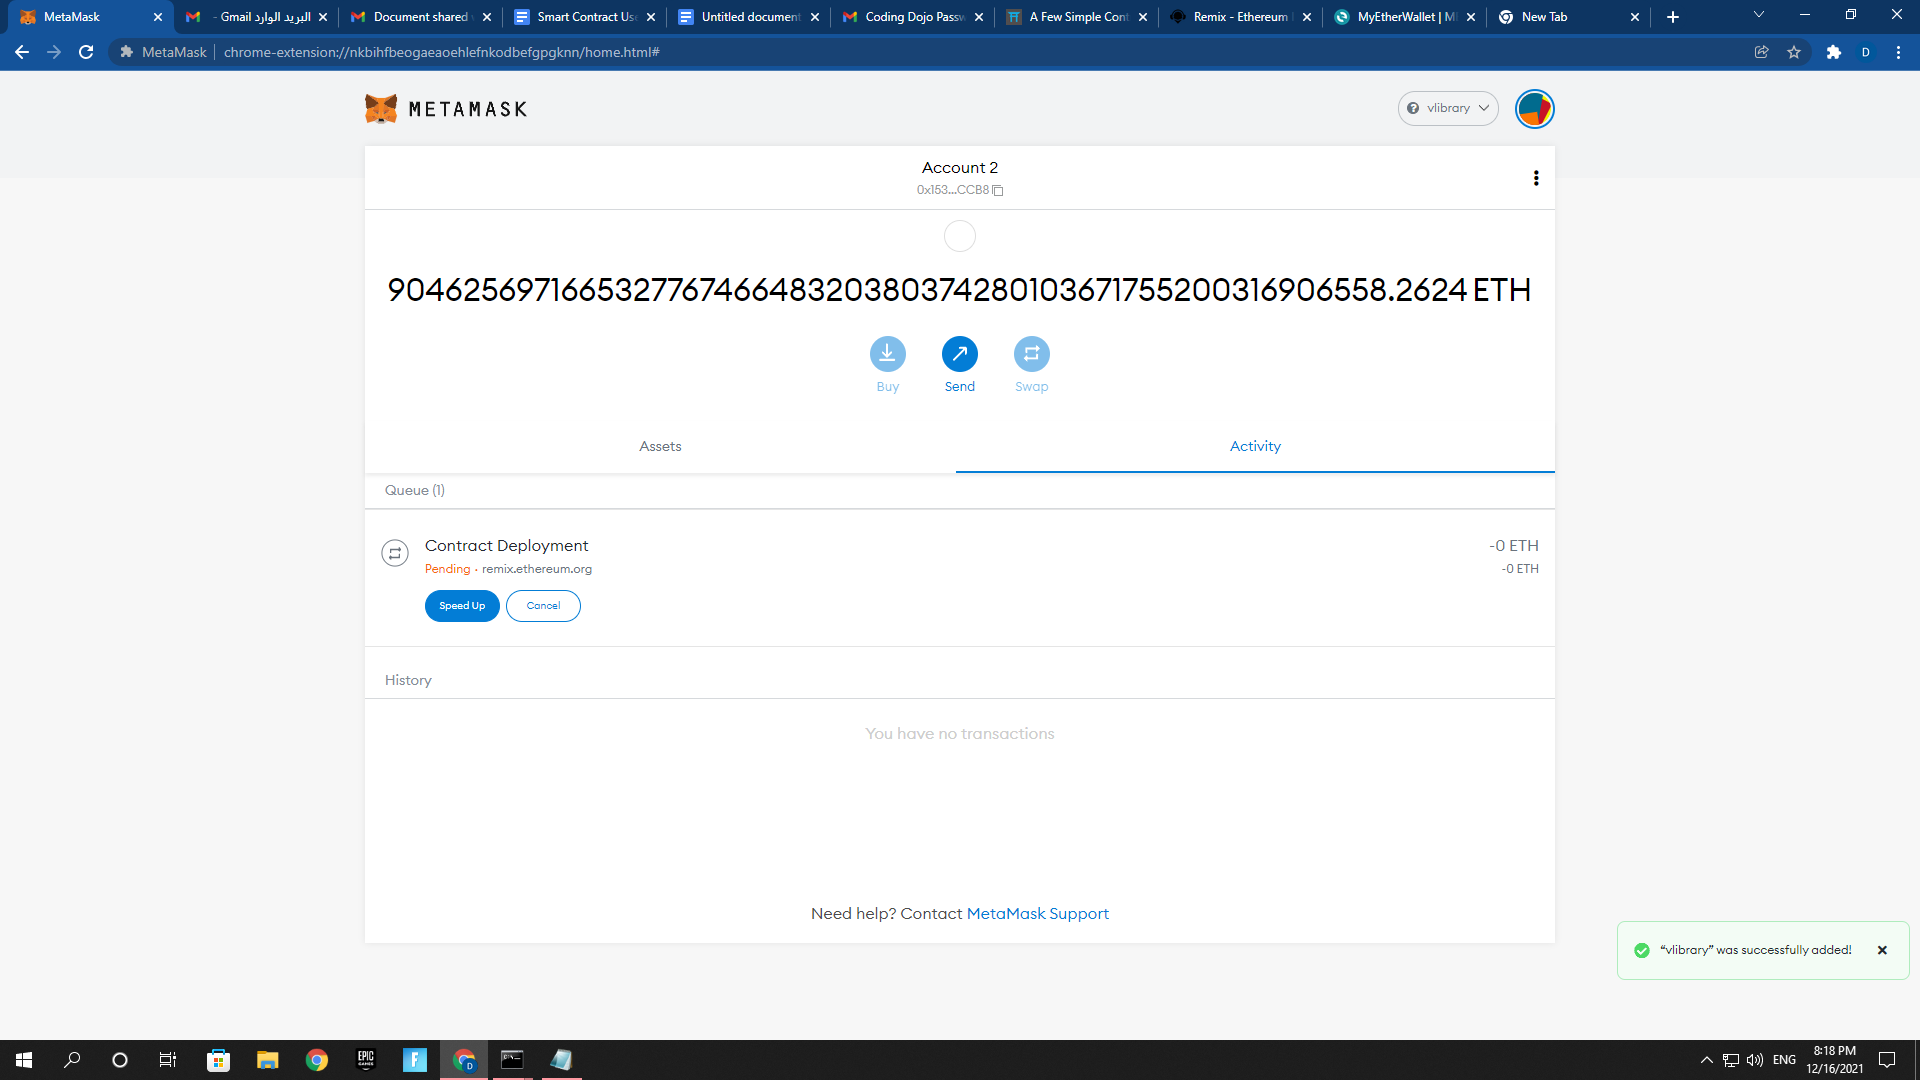 MetaMask
- Gmail البريد الوارد
Document shared
Smart Contract Us
Untitled document
Coding Dojo Passw
A Few Simple Cont
Remix - Ethereum
MyEtherWallet | M
New Tab
MetaMask
chrome-extension://nkbihfbeogaeaoehlefnkodbefgpgknn/home.html#
D
METAMASK
vlibrary
Account 2
0x153...CCB8
904625697166532776746648320380374280103671755200316906558.2624 ETH
Buy
Send
Swap
Assets
Activity
Queue (1)
Contract Deployment
-0 ETH
Pending · remix.ethereum.org
-0 ETH
Speed Up
Cancel
History
You have no transactions
Need help? Contact MetaMask Support
“vlibrary” was successfully added!
EPIC
GAMES
F
D
ENG
8:18 PM
12/16/2021